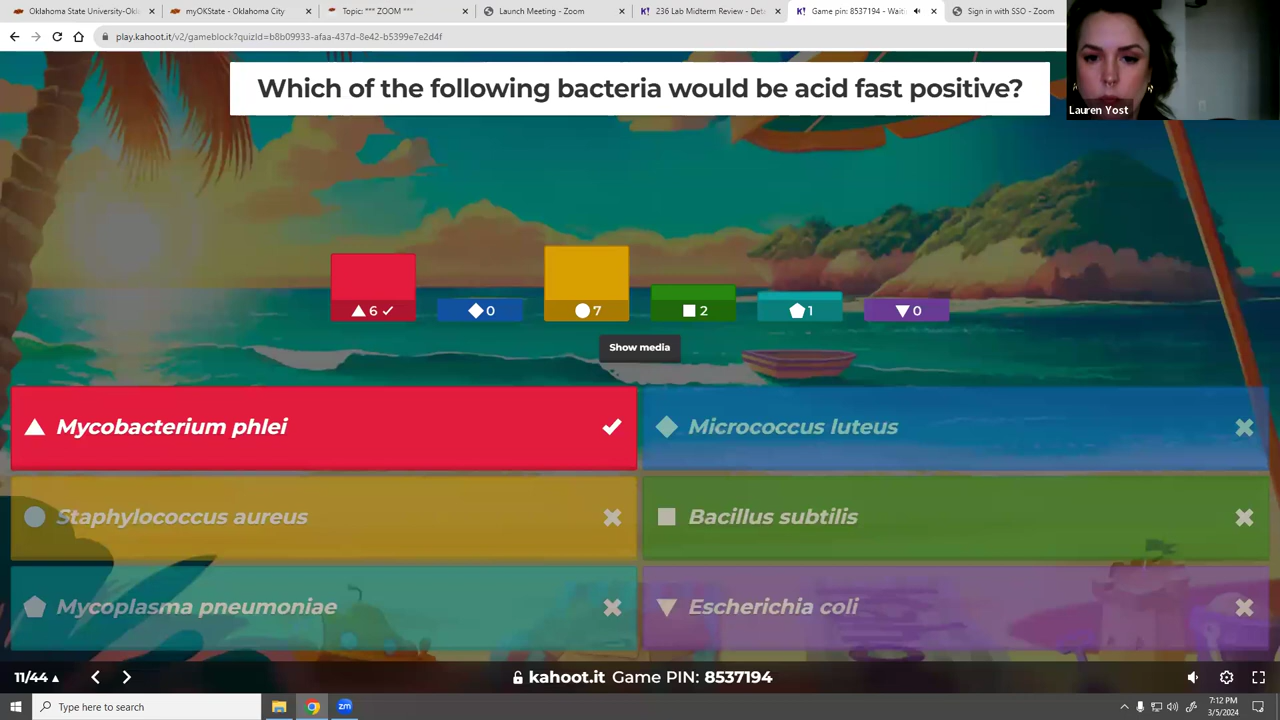 Oklahoma State University-Okl
myOKState - Oklahoma City
Topic: *** ZOOM ***
Launch Meeting - Zoom
K! 236 Lab Midterm Review - Deta
K! Game pin: 8537194 - Waiti
Sign in with SSO - Zoom
play.kahoot.it/v2/gameblock?quizId=b8b09933-afaa-437d-8e42-b5399e7e2d4f
Which of the following bacteria would be acid fast positive?
Lauren Yost
6 0 7 2 1 0
Show media
Mycobacterium phlei
Micrococcus luteus
Staphylococcus aureus
Bacillus subtilis
Mycoplasma pneumoniae
Escherichia coli
11/44
kahoot.it Game PIN: 8537194
Type here to search
zm
7:12 PM
3/5/2024